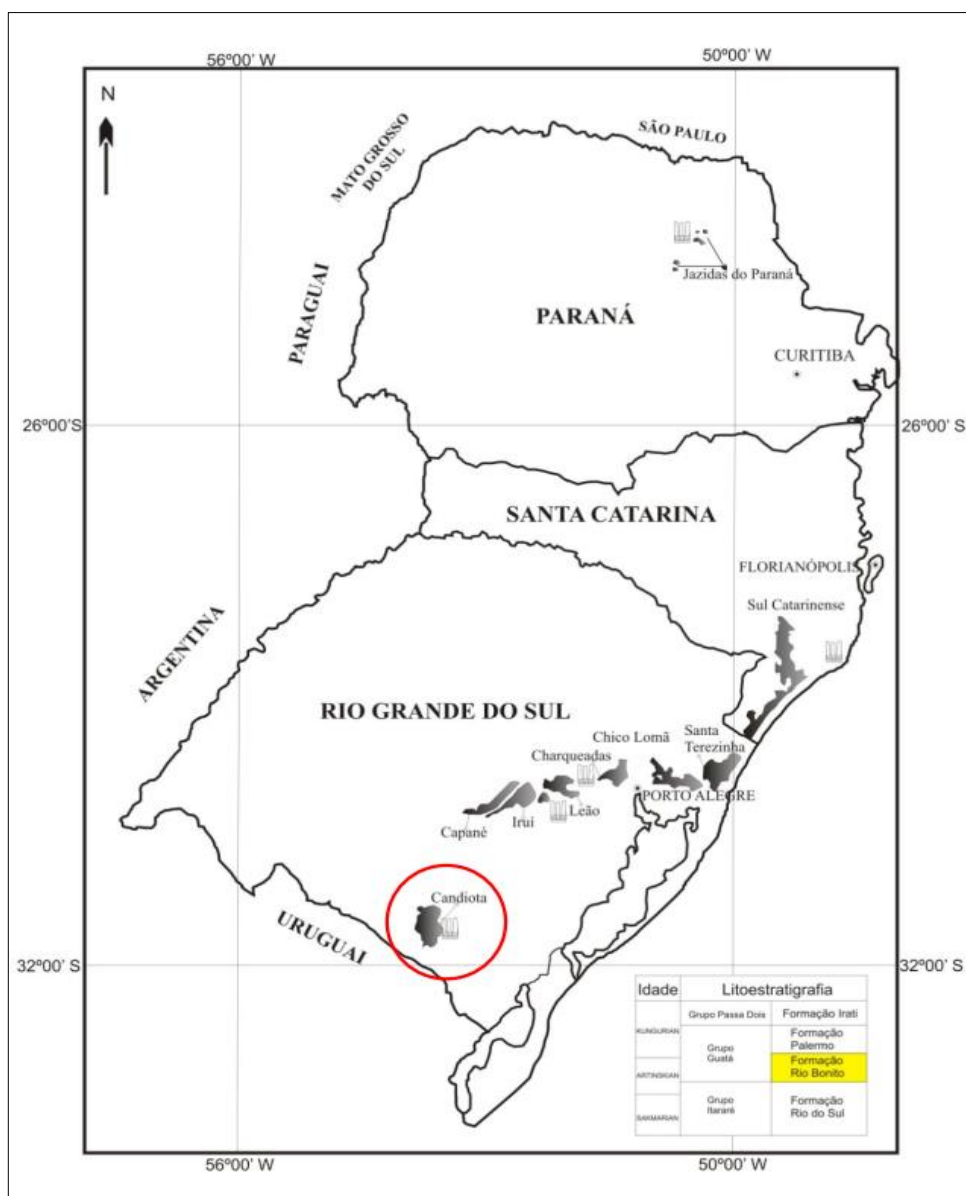 56º00' W
50º00' W
N
SÃO PAULO
MATO GROSSO
DO SUL
PARAGUAI
Jazidas do Paraná
PARANÁ
CURITIBA
26º00'S
26º00' S
SANTA CATARINA
FLORIANÓPOLIS
Sul Catarinense
ARGENTINA
RIO GRANDE DO SUL
Chico Lomã
Santa
Terezinha
Charqueadas
PORTO ALEGRE
Leão
Iruí
Capané
Candiota
URUGUAI
32º00' S
32º00' S
Idade
Litoestratigrafia
Grupo Passa Dois
Formação Irati
KUNGURIAN
Formação
Palermo
Grupo
Guatá
Formação
Rio Bonito
ARTINSKIAN
Grupo
Itararé
Formação
Rio do Sul
SAKMARIAN
56º00' W
50º00' W